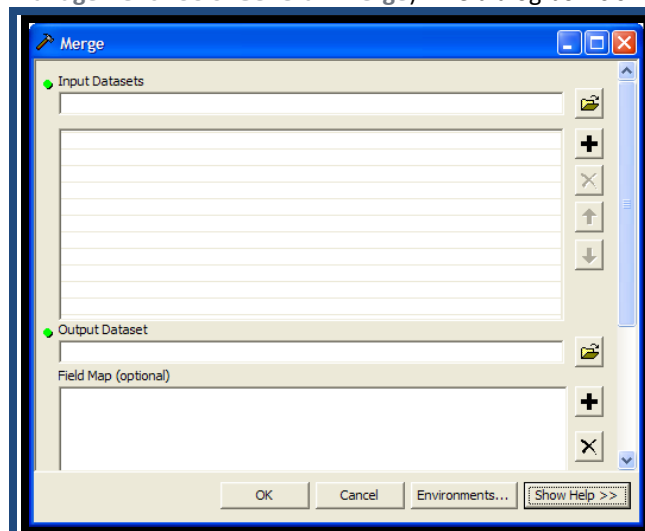 Merge
Input Datasets
Output Dataset
Field Map (optional)
OK Cancel Environments... Show Help >>